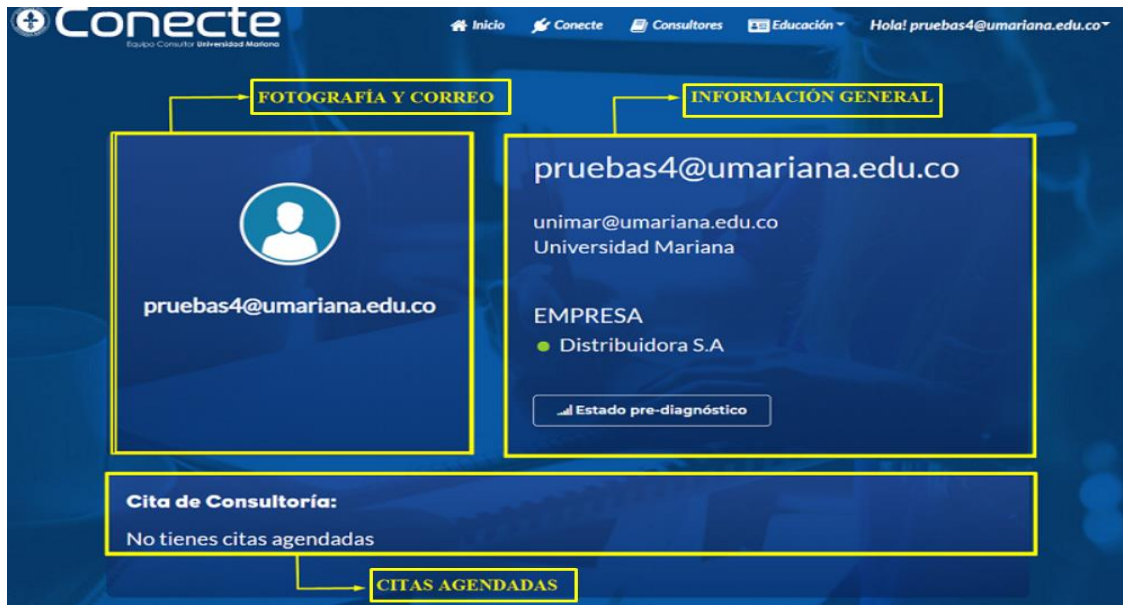 Conecte
Equipo Consultor Universidad Mariana
Inicio Conecte Consultores Educación Hola! pruebas4@umariana.edu.co
FOTOGRAFÍA Y CORREO
INFORMACIÓN GENERAL
pruebas4@umariana.edu.co
pruebas4@umariana.edu.co
unimar@umariana.edu.co
Universidad Mariana
EMPRESA
Distribuidora S.A
Estado pre-diagnóstico
Cita de Consultoría:
No tienes citas agendadas
CITAS AGENDADAS